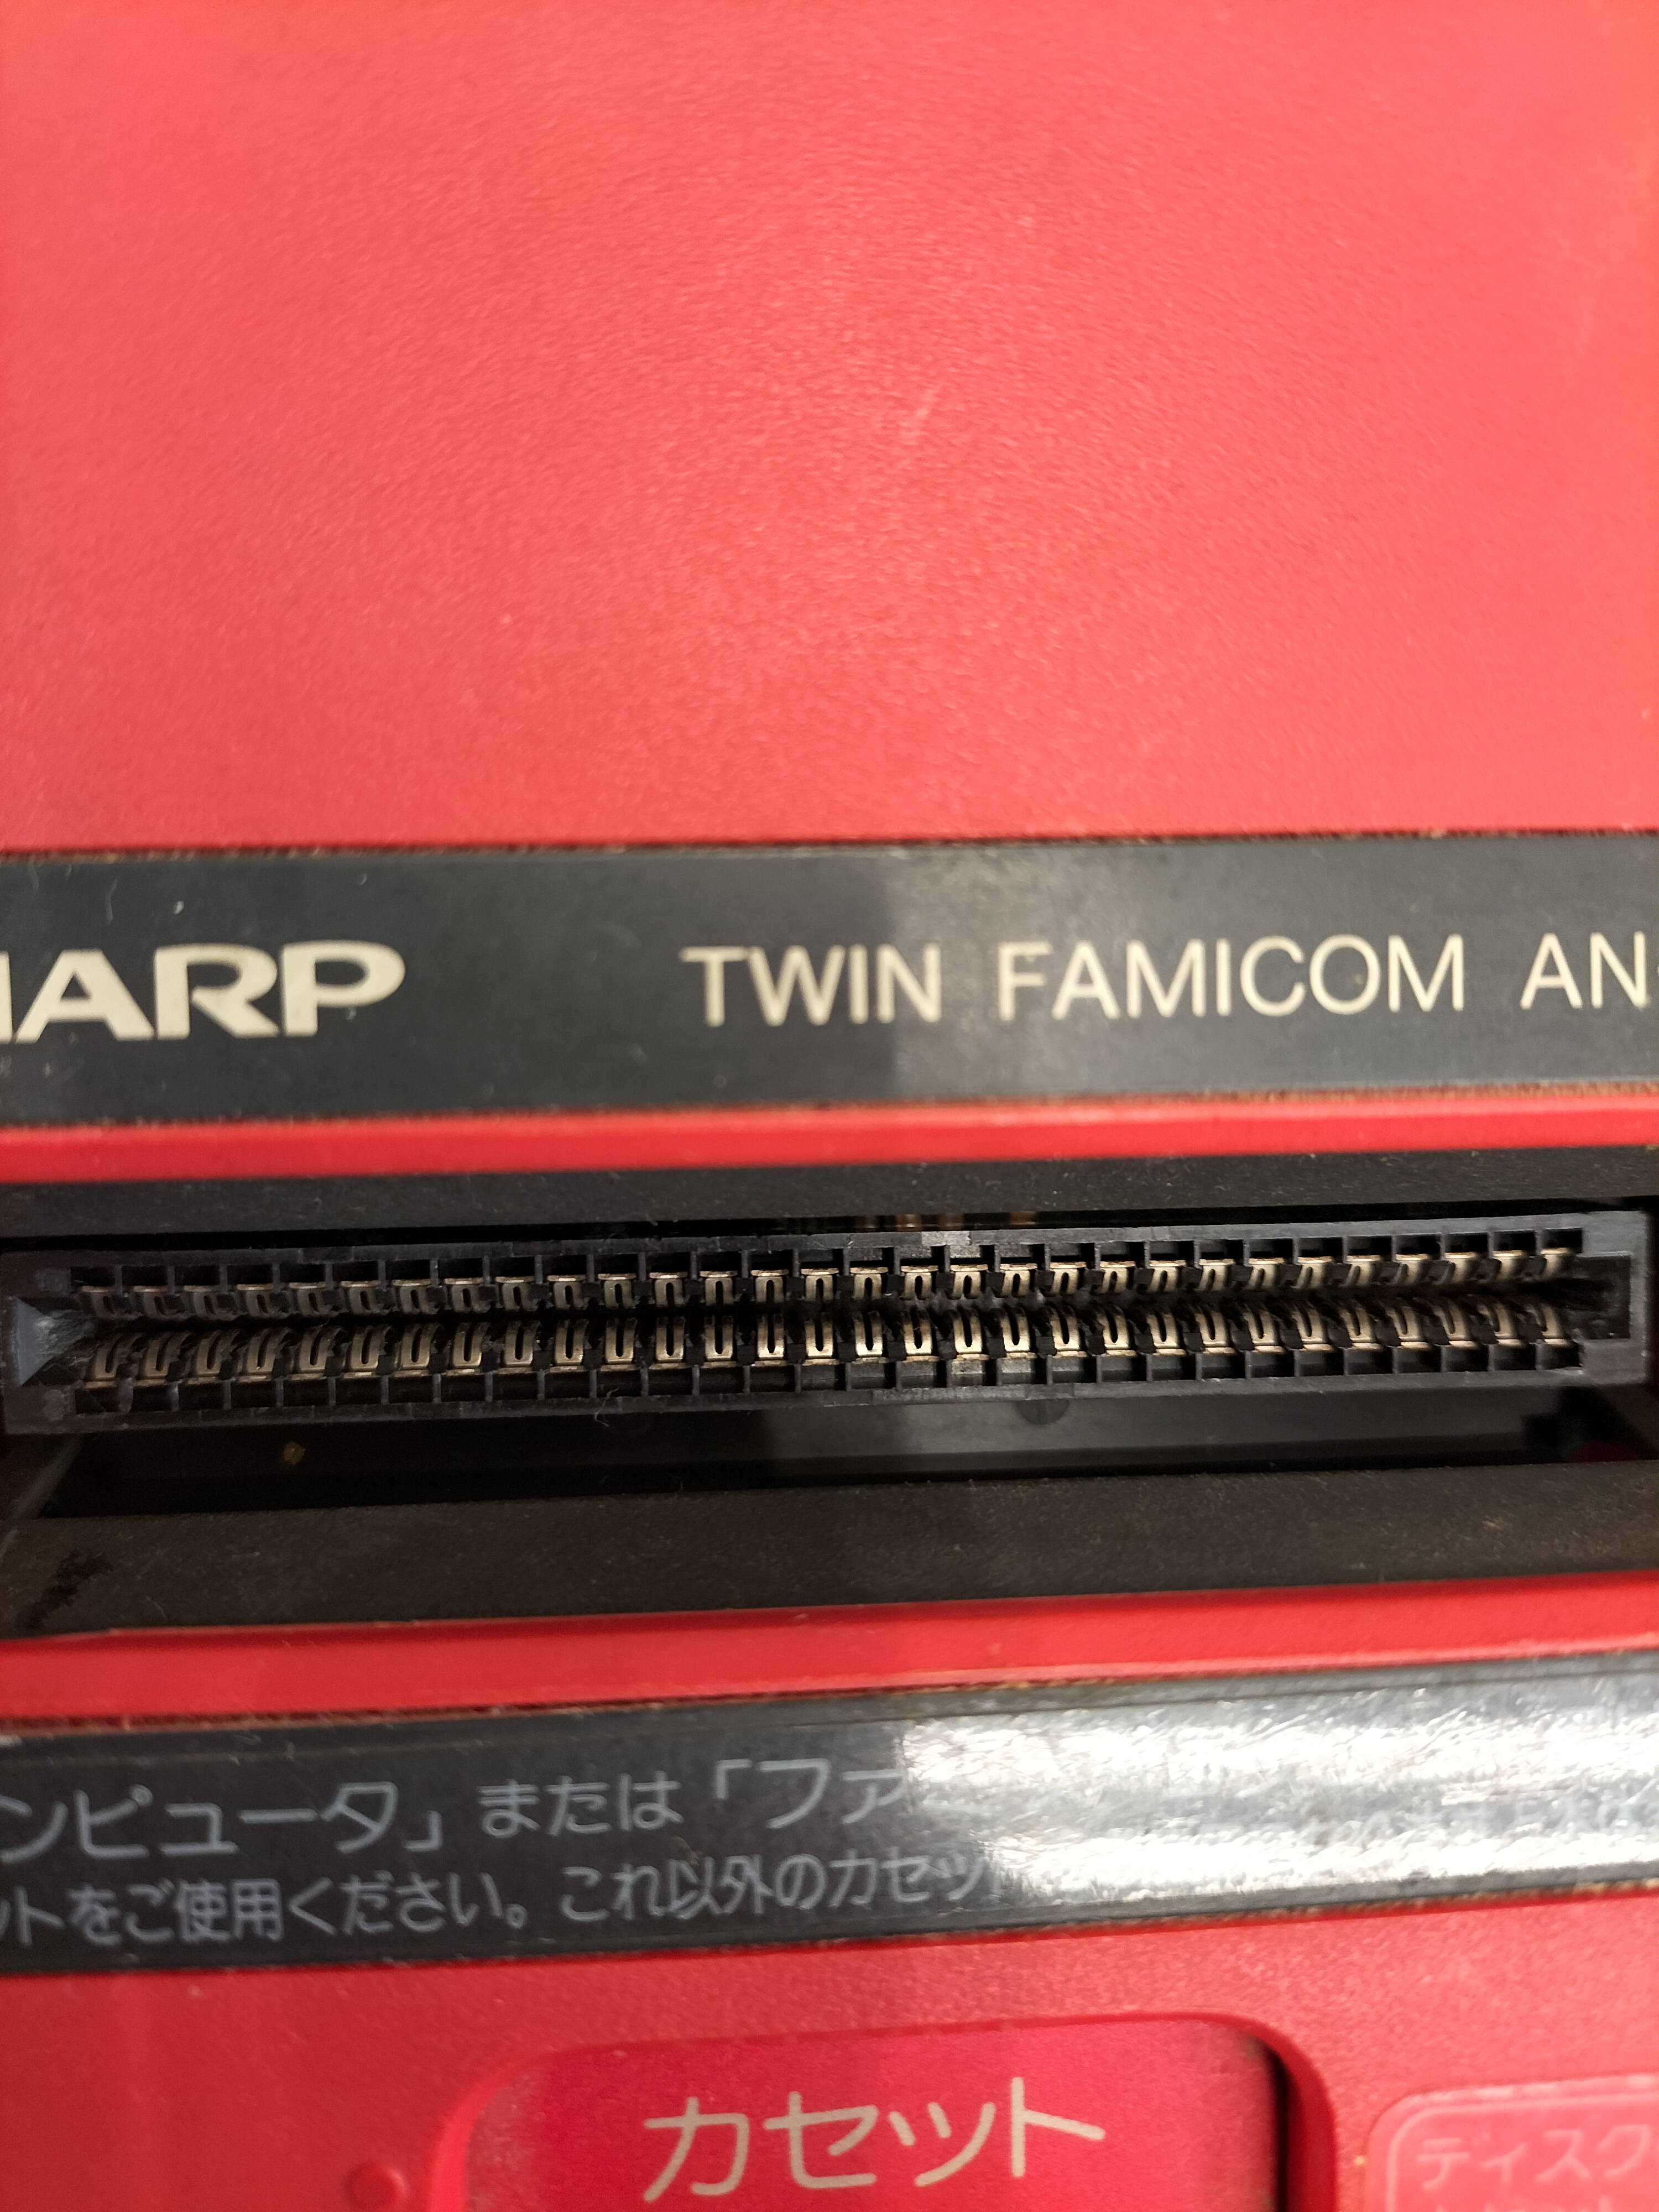 HARP TWIN FAMICOM AN
ンピュータ」または「ファ
ットをご使用ください。これ以外のカセッ
カセット
ディスク